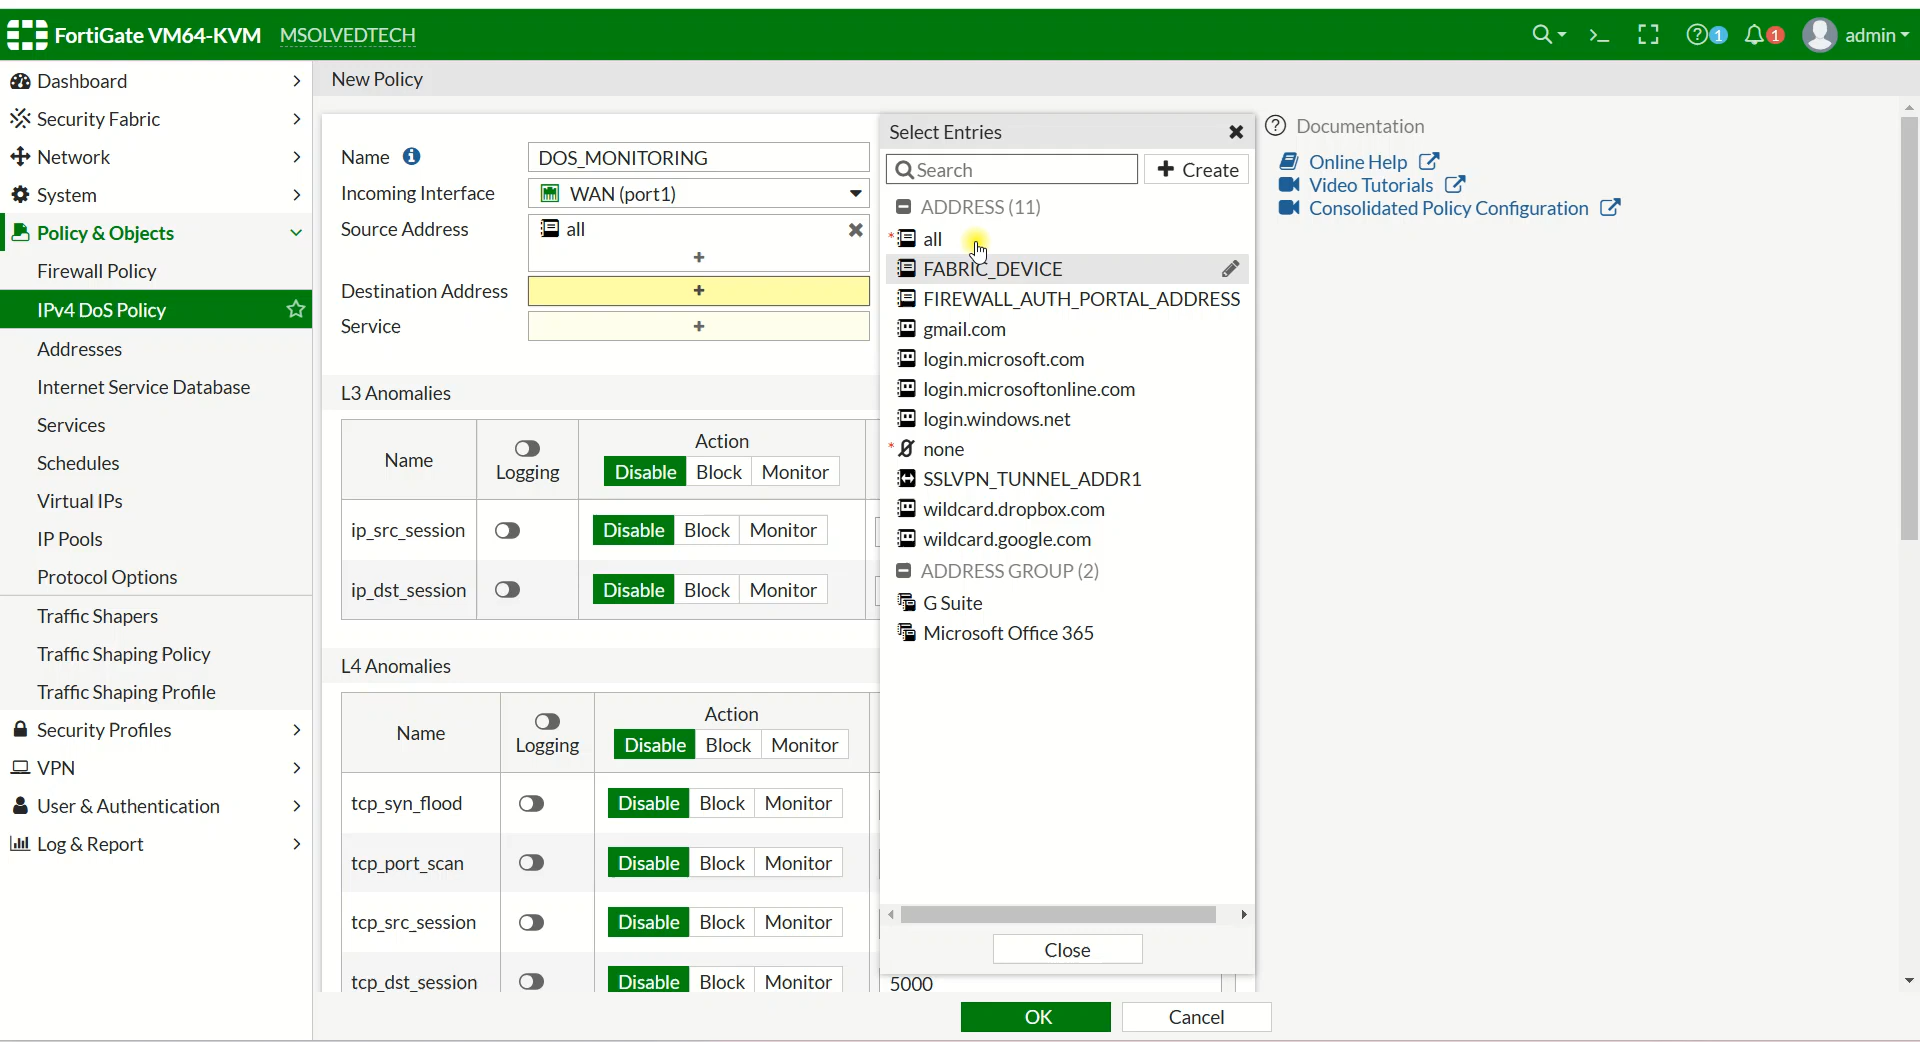 FortiGate VM64-KVM MSOLVEDTECH 1 1 admin
Dashboard
Security Fabric
Network
System
Policy & Objects
Firewall Policy
IPv4 DoS Policy
Addresses
Internet Service Database
Services
Schedules
Virtual IPs
IP Pools
Protocol Options
Traffic Shapers
Traffic Shaping Policy
Traffic Shaping Profile
Security Profiles
VPN
User & Authentication
Log & Report
New Policy
Name DOS_MONITORING
Incoming Interface WAN (port1)
Source Address all
+
Destination Address +
Service +
L3 Anomalies
Name Logging Action
Disable Block Monitor
ip_src_session Disable Block Monitor
ip_dst_session Disable Block Monitor
L4 Anomalies
Name Logging Action
Disable Block Monitor
tcp_syn_flood Disable Block Monitor
tcp_port_scan Disable Block Monitor
tcp_src_session Disable Block Monitor
tcp_dst_session Disable Block Monitor 5000
Select Entries
Search + Create
ADDRESS (11)
* all
FABRIC_DEVICE
FIREWALL_AUTH_PORTAL_ADDRESS
gmail.com
login.microsoft.com
login.microsoftonline.com
login.windows.net
* none
SSLVPN_TUNNEL_ADDR1
wildcard.dropbox.com
wildcard.google.com
ADDRESS GROUP (2)
G Suite
Microsoft Office 365
Close
OK Cancel
Documentation
Online Help
Video Tutorials
Consolidated Policy Configuration